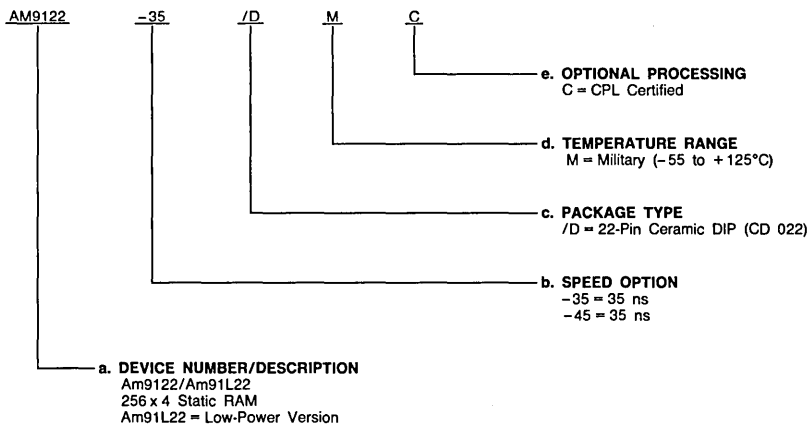 AM9122 -35 /D M C
e. OPTIONAL PROCESSING
C = CPL Certified
d. TEMPERATURE RANGE
M = Military (-55 to +125°C)
c. PACKAGE TYPE
/D = 22-Pin Ceramic DIP (CD 022)
b. SPEED OPTION
-35 = 35 ns
-45 = 35 ns
a. DEVICE NUMBER/DESCRIPTION
Am9122/Am91L22
256 x 4 Static RAM
Am91L22 = Low-Power Version